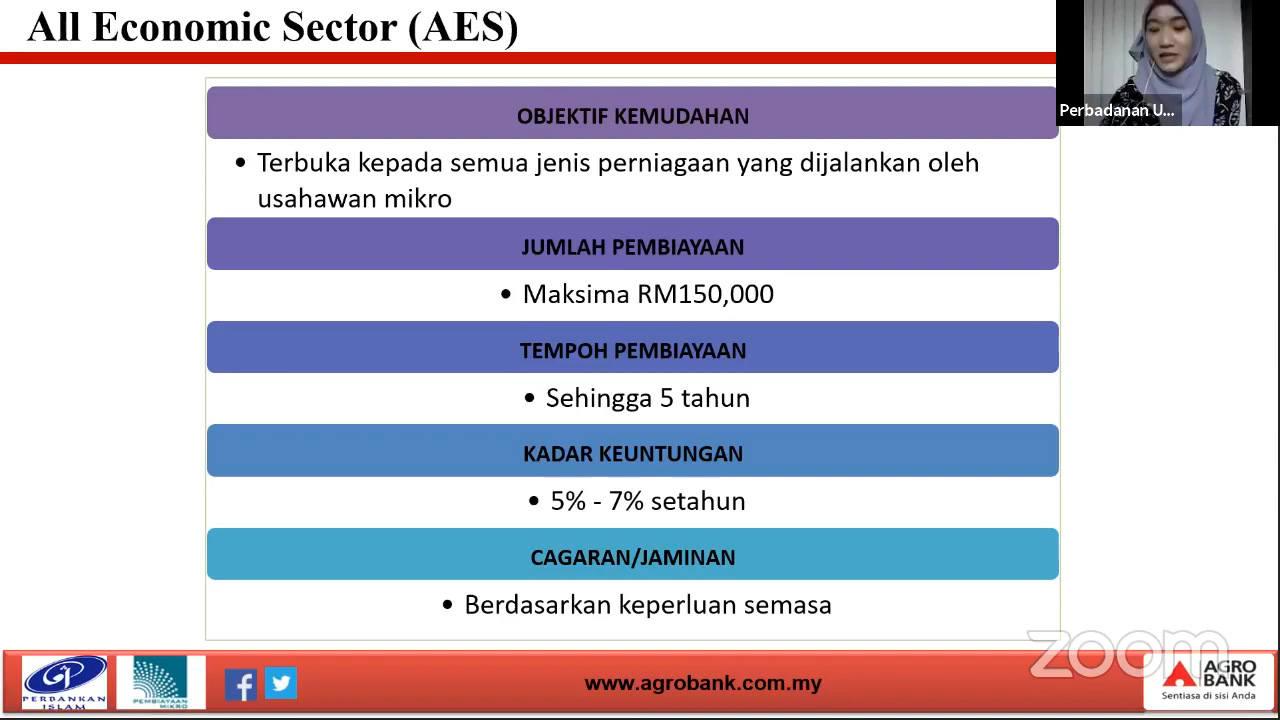 All Economic Sector (AES)
Perbadanan U...
OBJEKTIF KEMUDAHAN
• Terbuka kepada semua jenis perniagaan yang dijalankan oleh
usahawan mikro
JUMLAH PEMBIAYAAN
• Maksima RM150,000
TEMPOH PEMBIAYAAN
• Sehingga 5 tahun
KADAR KEUNTUNGAN
• 5% - 7% setahun
CAGARAN/JAMINAN
• Berdasarkan keperluan semasa
zoom
PERBANKAN
ISLAM
PEMBIAYAAN
MIKRO
www.agrobank.com.my
AGRO
BANK
Sentiasa di sisi Anda